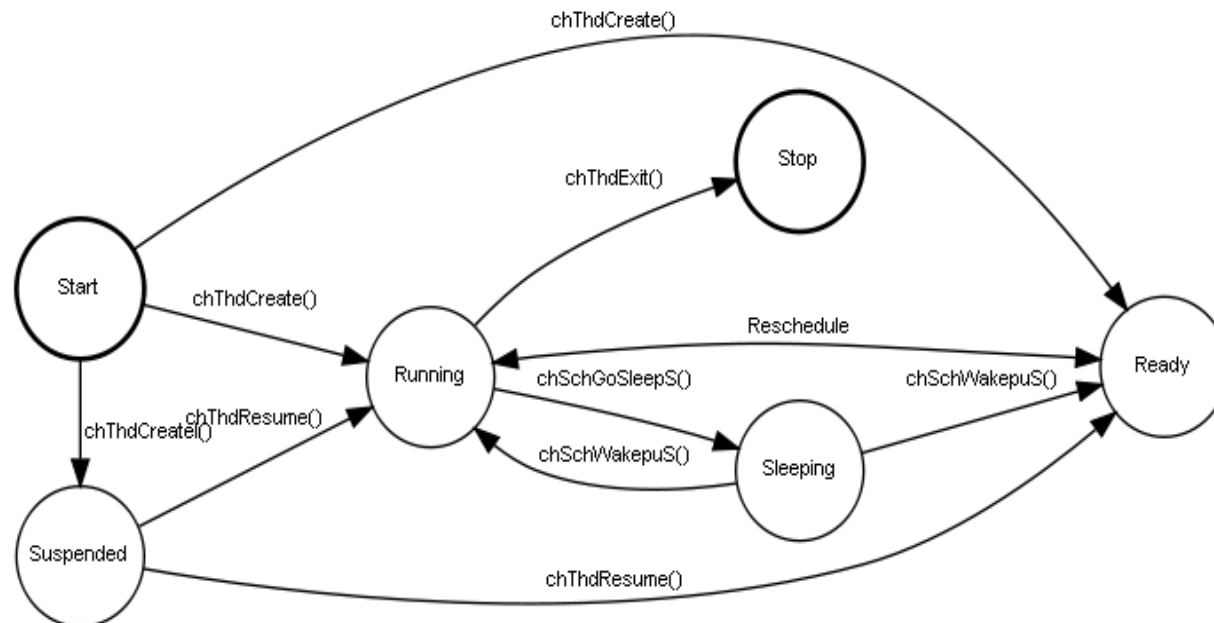 chThdCreate()
Stop
chThdExit()
Start
chThdCreate()
Reschedule
Running
Ready
chSchGoSleepS()
chSchWakepuS()
chThdResume()
chThdCreateI()
chSchWakepuS()
Sleeping
Suspended
chThdResume()